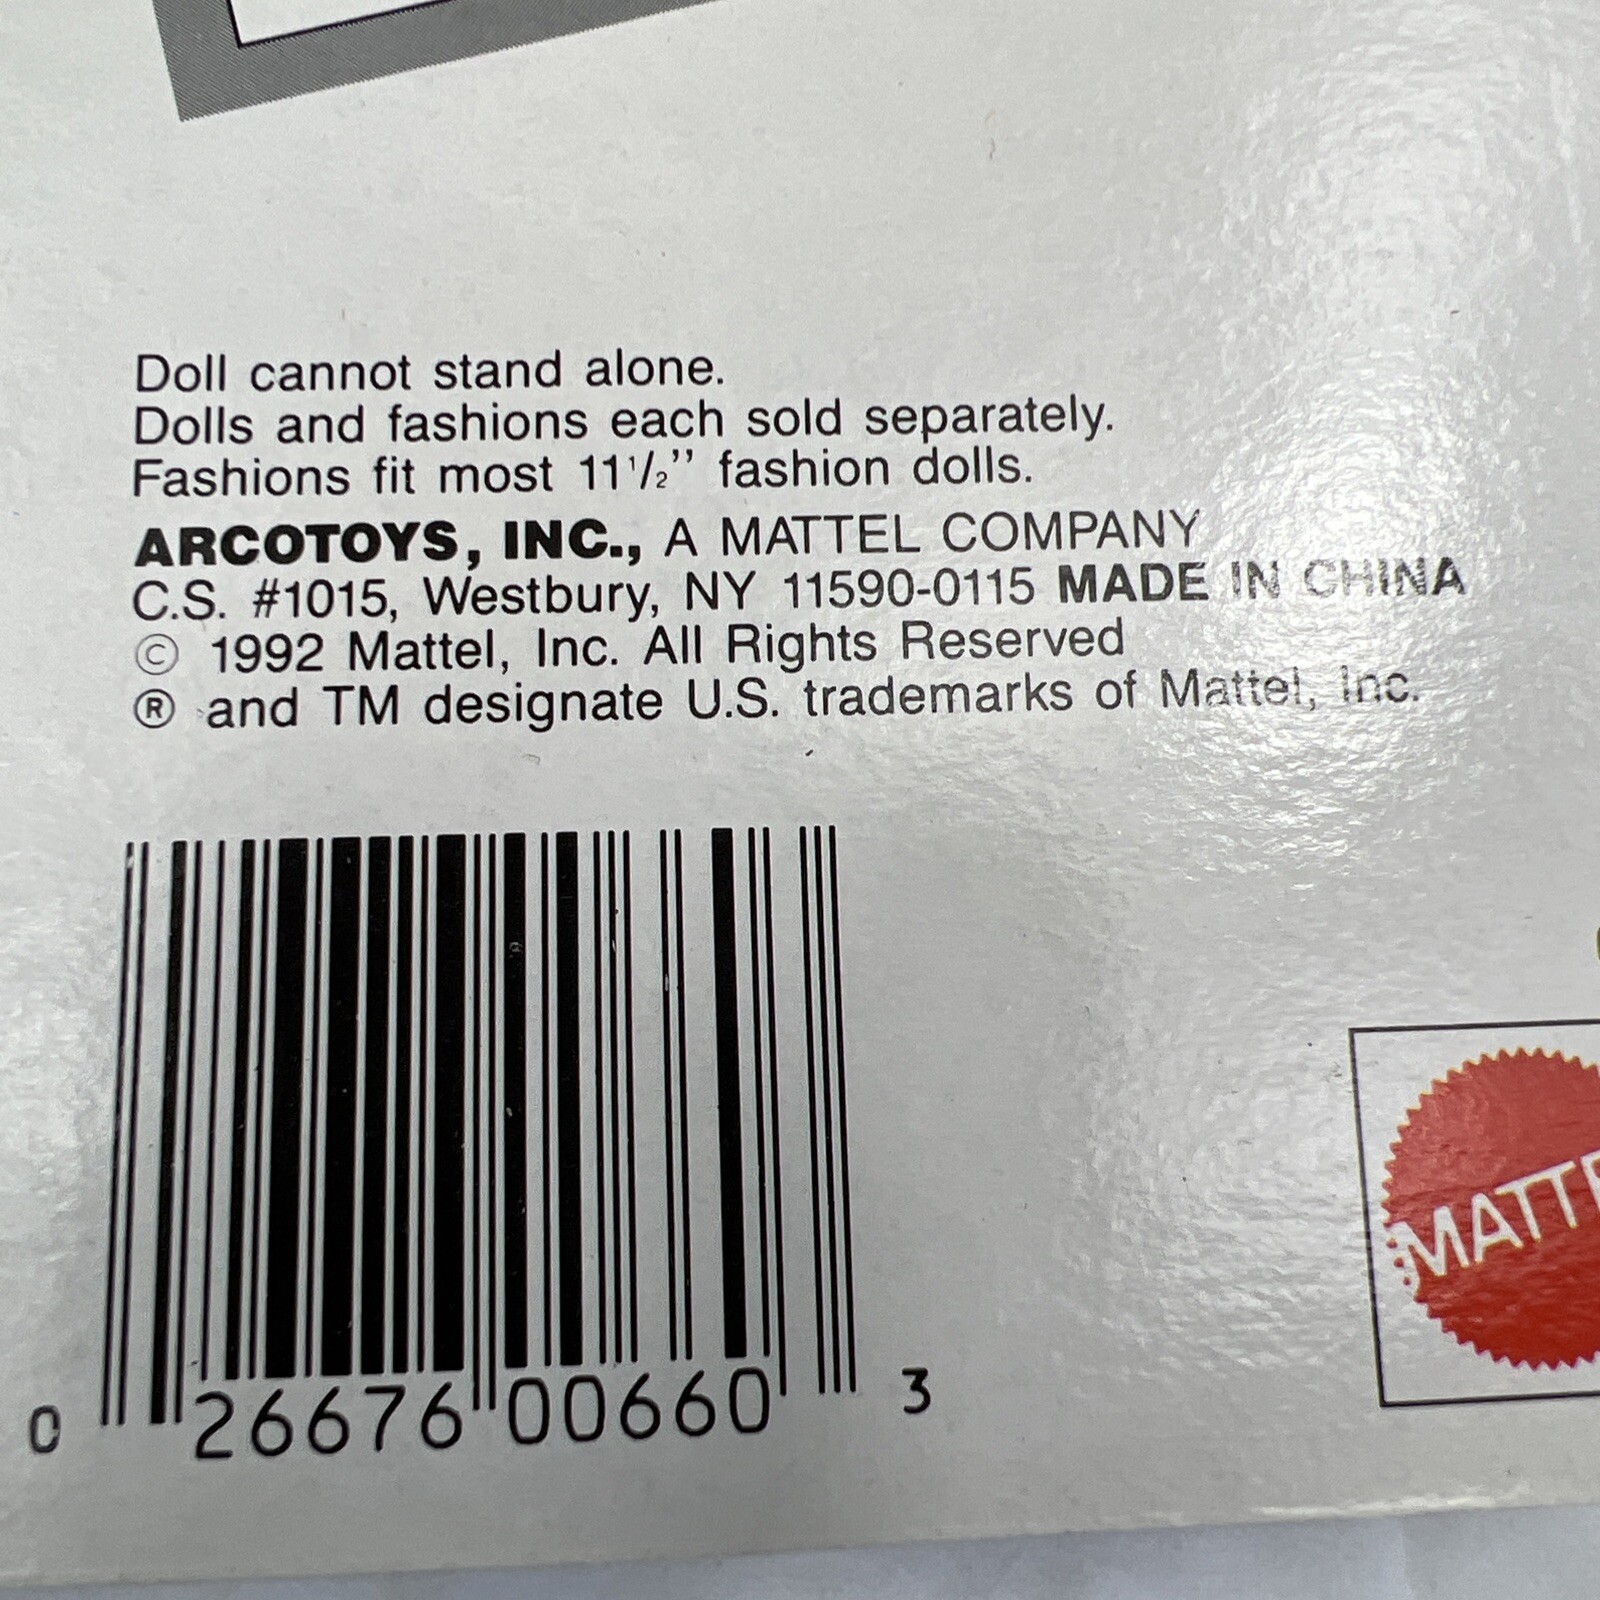 Doll cannot stand alone.
Dolls and fashions each sold separately.
Fashions fit most 11 1/2" fashion dolls.
ARCOTOYS, INC., A MATTEL COMPANY
C.S. #1015, Westbury, NY 11590-0115 MADE IN CHINA
© 1992 Mattel, Inc. All Rights Reserved
® and TM designate U.S. trademarks of Mattel, Inc.
0 26676 00660 3